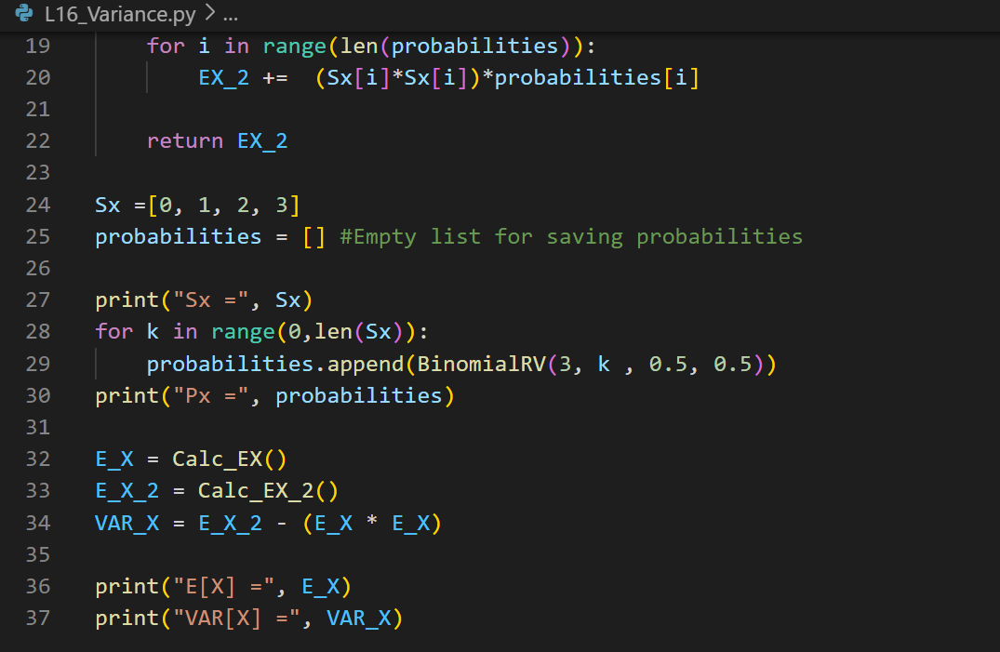 L16_Variance.py > ...
19 for i in range(len(probabilities)):
20 EX_2 += (Sx[i]*Sx[i])*probabilities[i]
21
22 return EX_2
23
24 Sx =[0, 1, 2, 3]
25 probabilities = [] #Empty list for saving probabilities
26
27 print("Sx =", Sx)
28 for k in range(0,len(Sx)):
29 probabilities.append(BinomialRV(3, k , 0.5, 0.5))
30 print("Px =", probabilities)
31
32 E_X = Calc_EX()
33 E_X_2 = Calc_EX_2()
34 VAR_X = E_X_2 - (E_X * E_X)
35
36 print("E[X] =", E_X)
37 print("VAR[X] =", VAR_X)